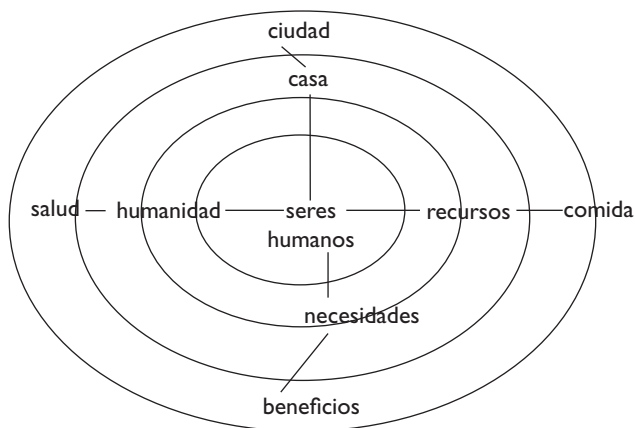 ciudad
casa
salud humanidad seres recursos comida
humanos
necesidades
beneficios